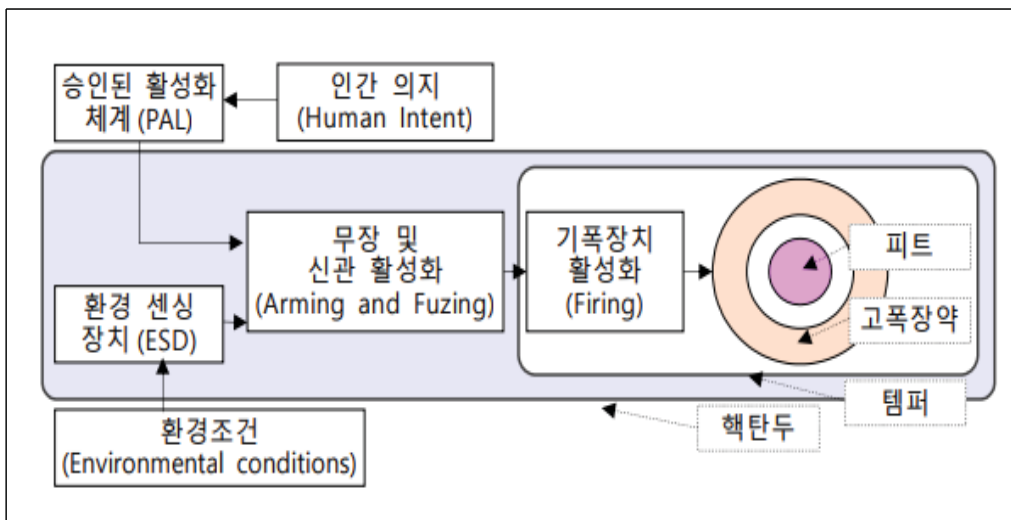 승인된 활성화
체계(PAL)
인간 의지
(Human Intent)
무장 및
신관 활성화
(Arming and Fuzing)
기폭장치
활성화
(Firing)
피트
환경 센싱
장치(ESD)
고폭장약
템퍼
핵탄두
환경조건
(Environmental conditions)